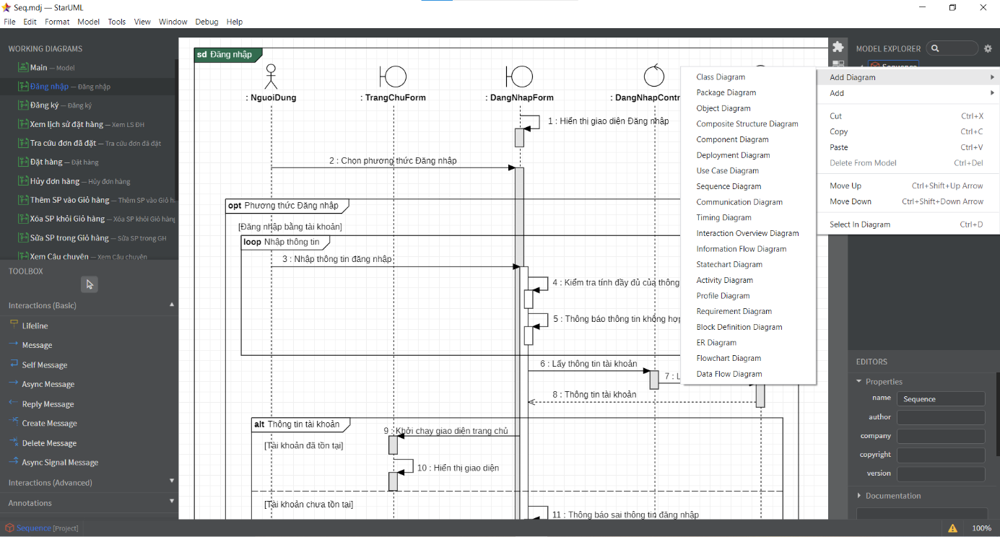 Seq.mdj — StarUML
File Edit Format Model Tools View Window Debug Help
WORKING DIAGRAMS
Main — Model
Đăng nhập — Đăng nhập
Đăng ký — Đăng ký
Xem lịch sử đặt hàng — Xem LS ĐH
Tra cứu đơn đã đặt — Tra cứu đơn đã đặt
Đặt hàng — Đặt hàng
Hủy đơn hàng — Hủy đơn hàng
Thêm SP vào Giỏ hàng — Thêm SP vào Giỏ h
Xóa SP khỏi Giỏ hàng — Xóa SP khỏi Giỏ hàng
Sửa SP trong Giỏ hàng — Sửa SP trong GH
Xem Câu chuyện — Xem Câu chuyện
TOOLBOX
Interactions (Basic)
Lifeline
Message
Self Message
Async Message
Reply Message
Create Message
Delete Message
Async Signal Message
Interactions (Advanced)
Annotations
Sequence [Project]
sd Đăng nhập
: NguoiDung
: TrangChuForm
: DangNhapForm
: DangNhapContr
1 : Hiển thị giao diện Đăng nhập
2 : Chọn phương thức Đăng nhập
opt Phương thức Đăng nhập
[Đăng nhập bằng tài khoản]
loop Nhập thông tin
3 : Nhập thông tin đăng nhập
4 : Kiểm tra tính đầy đủ của thông
5 : Thông báo thông tin không hợp
6 : Lấy thông tin tài khoản
7 : L
8 : Thông tin tài khoản
alt Thông tin tài khoản
9 : Khởi chạy giao diện trang chủ
[Tài khoản đã tồn tại]
10 : Hiển thị giao diện
[Tài khoản chưa tồn tại]
11 : Thông báo sai thông tin đăng nhập
Class Diagram
Package Diagram
Object Diagram
Composite Structure Diagram
Component Diagram
Deployment Diagram
Use Case Diagram
Sequence Diagram
Communication Diagram
Timing Diagram
Interaction Overview Diagram
Information Flow Diagram
Statechart Diagram
Activity Diagram
Profile Diagram
Requirement Diagram
Block Definition Diagram
ER Diagram
Flowchart Diagram
Data Flow Diagram
MODEL EXPLORER
Sequence
Add Diagram
Add
Cut Ctrl+X
Copy Ctrl+C
Paste Ctrl+V
Delete From Model Ctrl+Del
Move Up Ctrl+Shift+Up Arrow
Move Down Ctrl+Shift+Down Arrow
Select In Diagram Ctrl+D
EDITORS
Properties
name Sequence
author
company
copyright
version
Documentation
100%